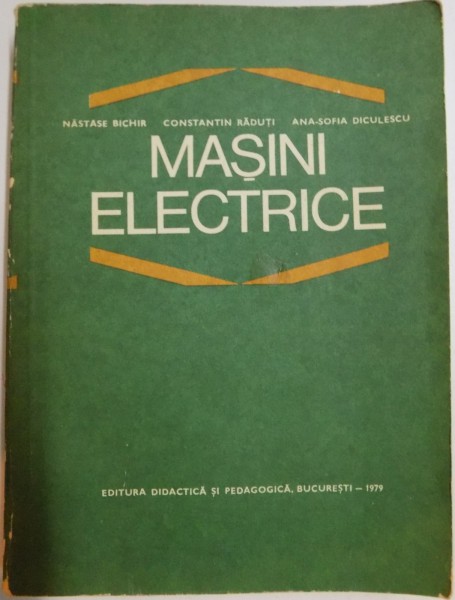 NĂSTASE BICHIR CONSTANTIN RĂDUȚI ANA-SOFIA DICULESCU
MAȘINI
ELECTRICE
EDITURA DIDACTICĂ ȘI PEDAGOGICĂ, BUCUREȘTI – 1979